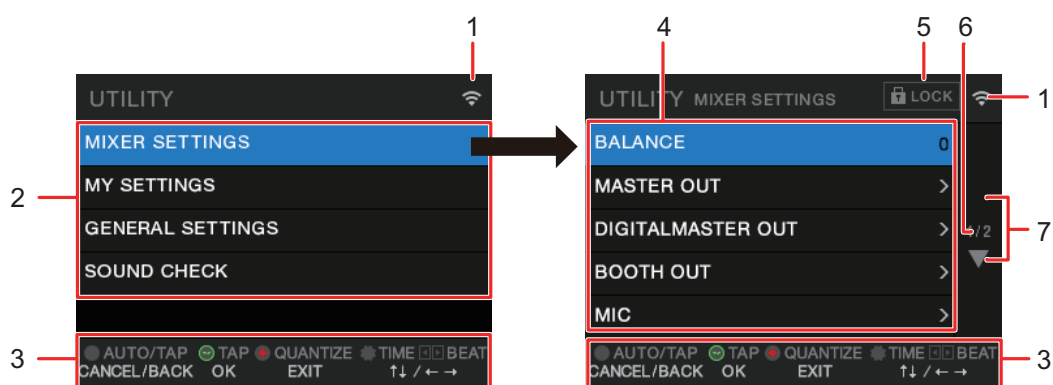 1
4
5
6
UTILITY
UTILITY MIXER SETTINGS
LOCK
1
2
MIXER SETTINGS
MY SETTINGS
GENERAL SETTINGS
SOUND CHECK
BALANCE 0
MASTER OUT >
DIGITALMASTER OUT >
BOOTH OUT >
MIC >
/2
7
3
AUTO/TAP TAP QUANTIZE TIME BEAT
CANCEL/BACK OK EXIT ↑↓ / ← →
AUTO/TAP TAP QUANTIZE TIME BEAT
CANCEL/BACK OK EXIT ↑↓ / ← →
3